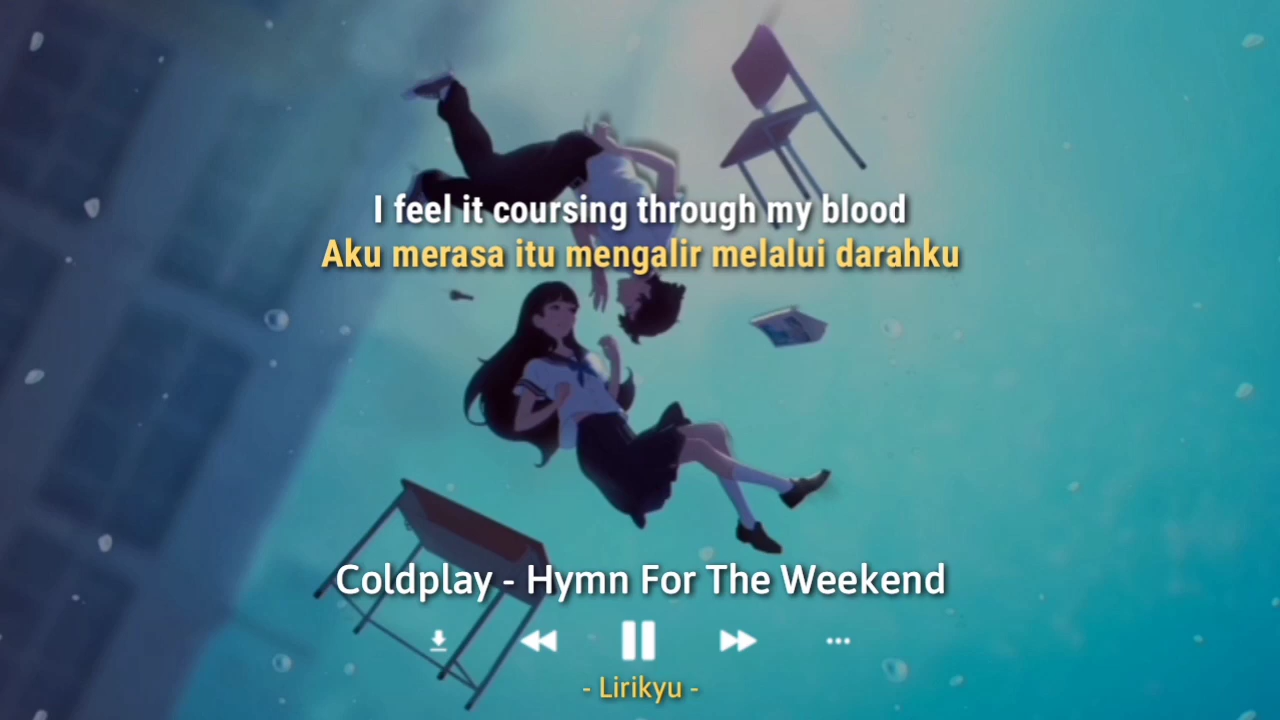 I feel it coursing through my blood
Aku merasa itu mengalir melalui darahku
Coldplay - Hymn For The Weekend
- Lirikyu -